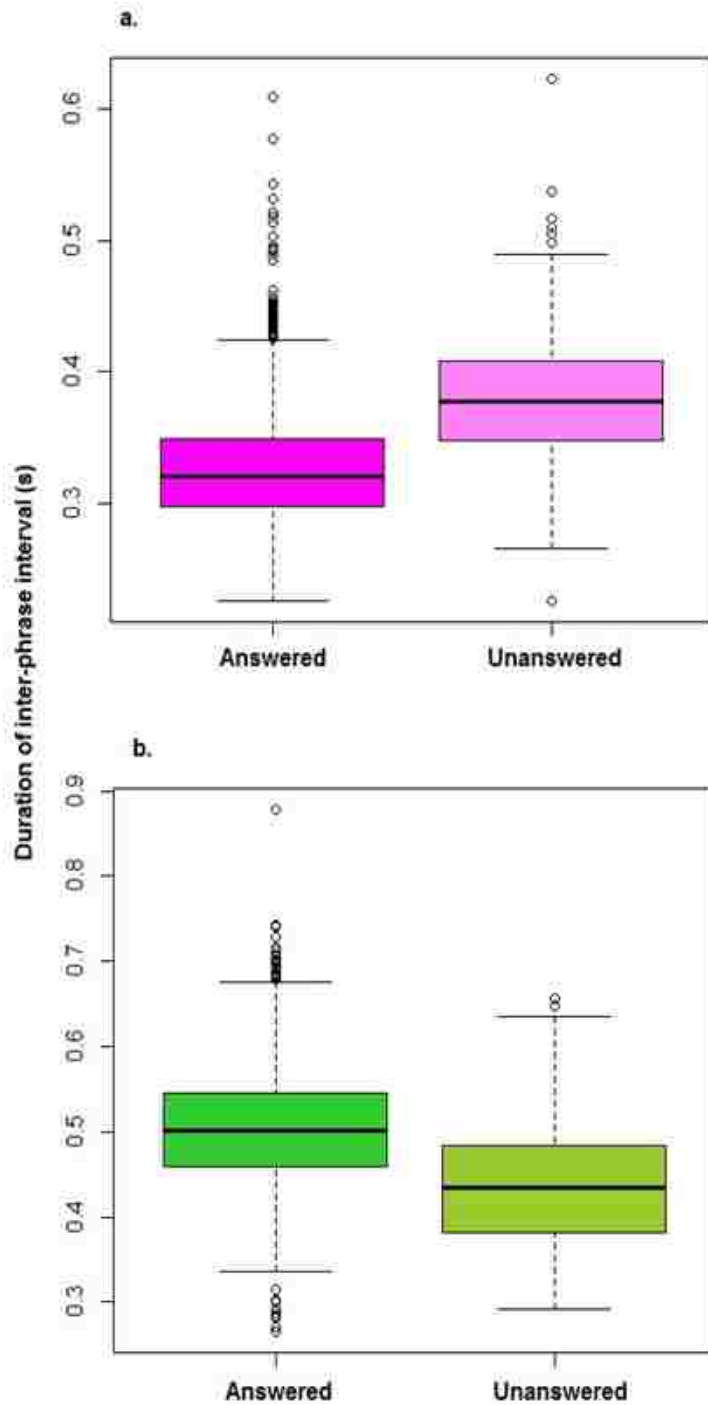 a.
Duration of inter-phrase interval (s)
0.6
0.5
0.4
0.3
Answered Unanswered
b.
0.9
0.8
0.7
0.6
0.5
0.4
0.3
Answered Unanswered